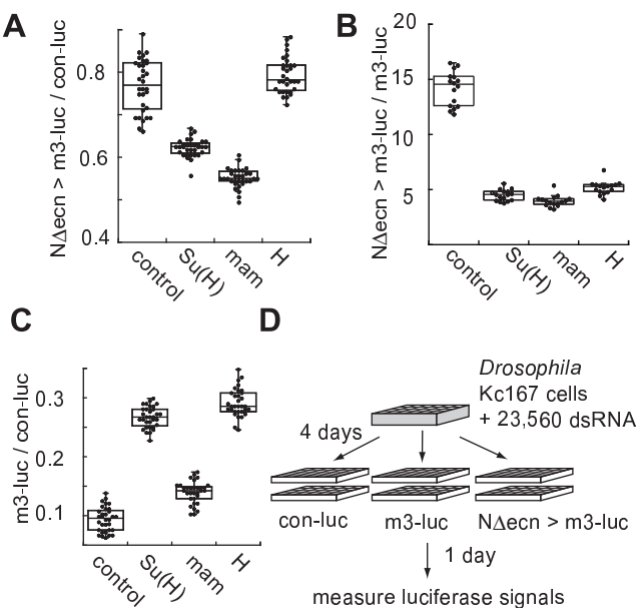 A
NΔecn > m3-luc / con-luc
0.8
0.6
0.4
control
Su(H)
mam
H
B
NΔecn > m3-luc / m3-luc
20
15
10
5
control
Su(H)
mam
H
C
m3-luc / con-luc
0.3
0.2
0.1
control
Su(H)
mam
H
D
Drosophila
Kc167 cells
+ 23,560 dsRNA
4 days
con-luc
m3-luc
NΔecn > m3-luc
1 day
measure luciferase signals